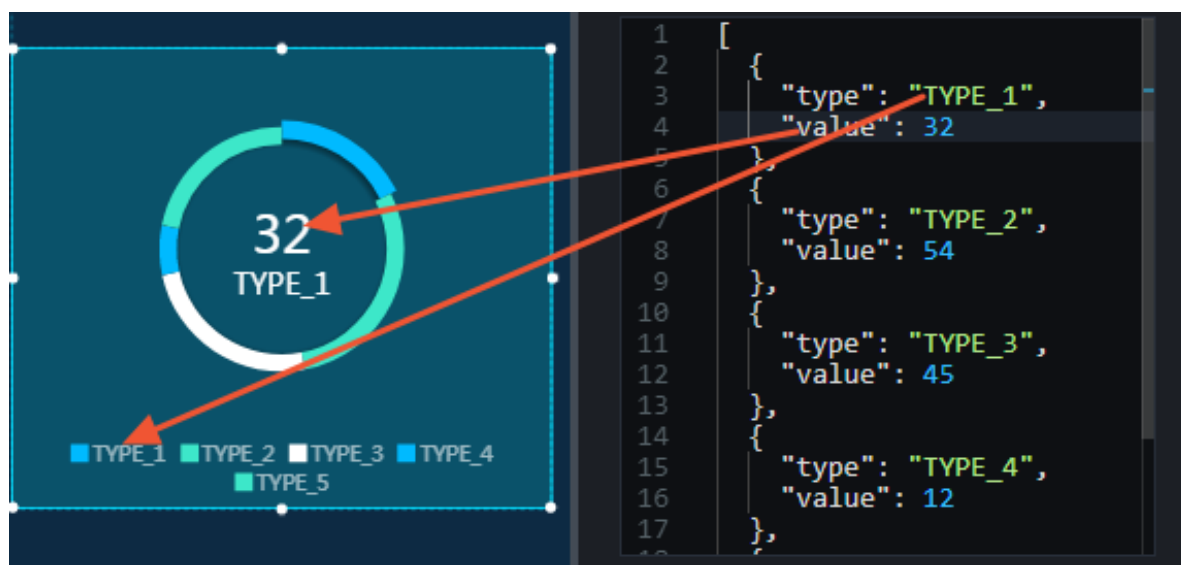 32
TYPE_1
TYPE_1 TYPE_2 TYPE_3 TYPE_4
TYPE_5
1 [
2 {
3 "type": "TYPE_1",
4 "value": 32
5 },
6 {
7 "type": "TYPE_2",
8 "value": 54
9 },
10 {
11 "type": "TYPE_3",
12 "value": 45
13 },
14 {
15 "type": "TYPE_4",
16 "value": 12
17 },